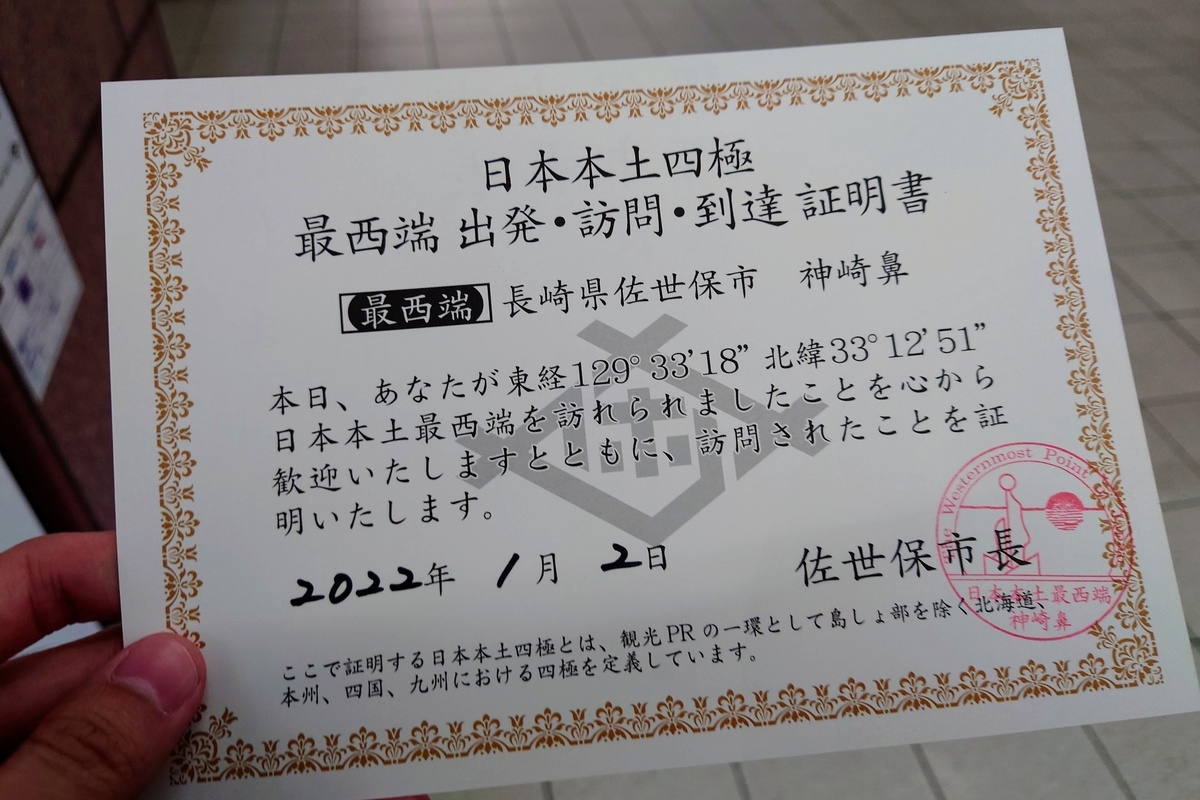 日本本土四極
最西端 出発・訪問・到達 証明書
最西端 長崎県佐世保市 神崎鼻
本日、あなたが東経129°33’18” 北緯33°12’51”
日本本土最西端を訪れられましたことを心から
歓迎いたしますとともに、訪問されたことを証
明いたします。
2022年 1月 2日
佐世保市長
Westernmost Point
日本本土最西端
神崎鼻
ここで証明する日本本土四極とは、観光PRの一環として島しょ部を除く北海道、
本州、四国、九州における四極を定義しています。